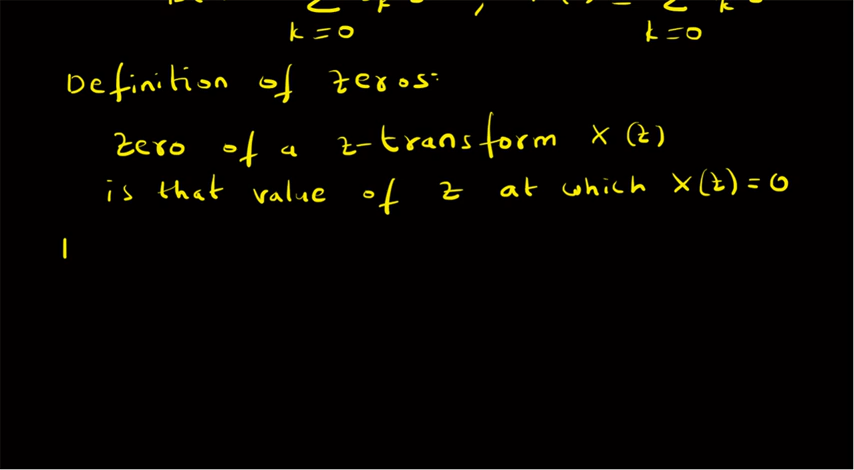 k=0 k=0
Definition of zeros:
zero of a z-transform X(z)
is that value of z at which X(z)=0